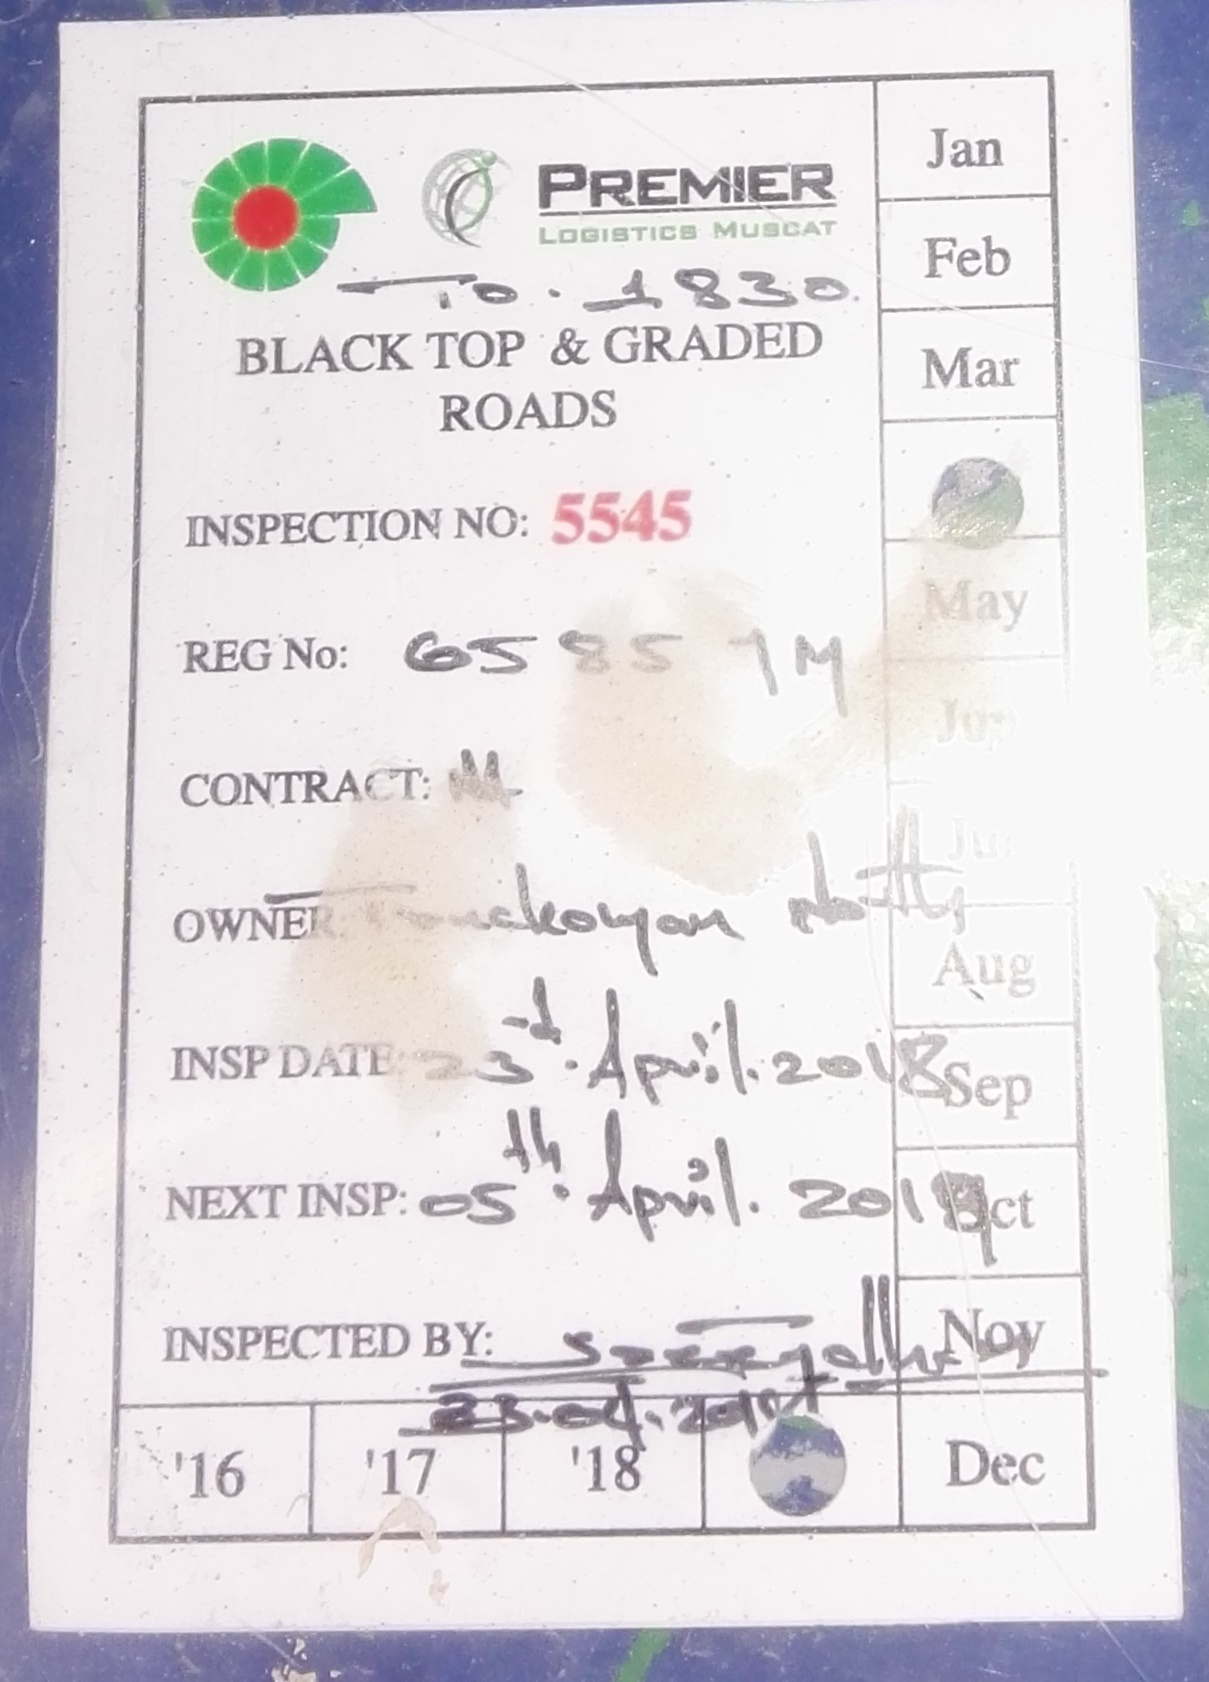 PREMIER
LOGISTICS MUSCAT
To. 1830.
BLACK TOP & GRADED
ROADS
INSPECTION NO: 5545
REG No: 6585
CONTRACT:
OWNER:
INSP DATE: 23rd. April. 2018
NEXT INSP: 05th. April. 2019
INSPECTED BY:
'16 '17 '18
Jan
Feb
Mar
May
Aug
Sep
Oct
Nov
Dec